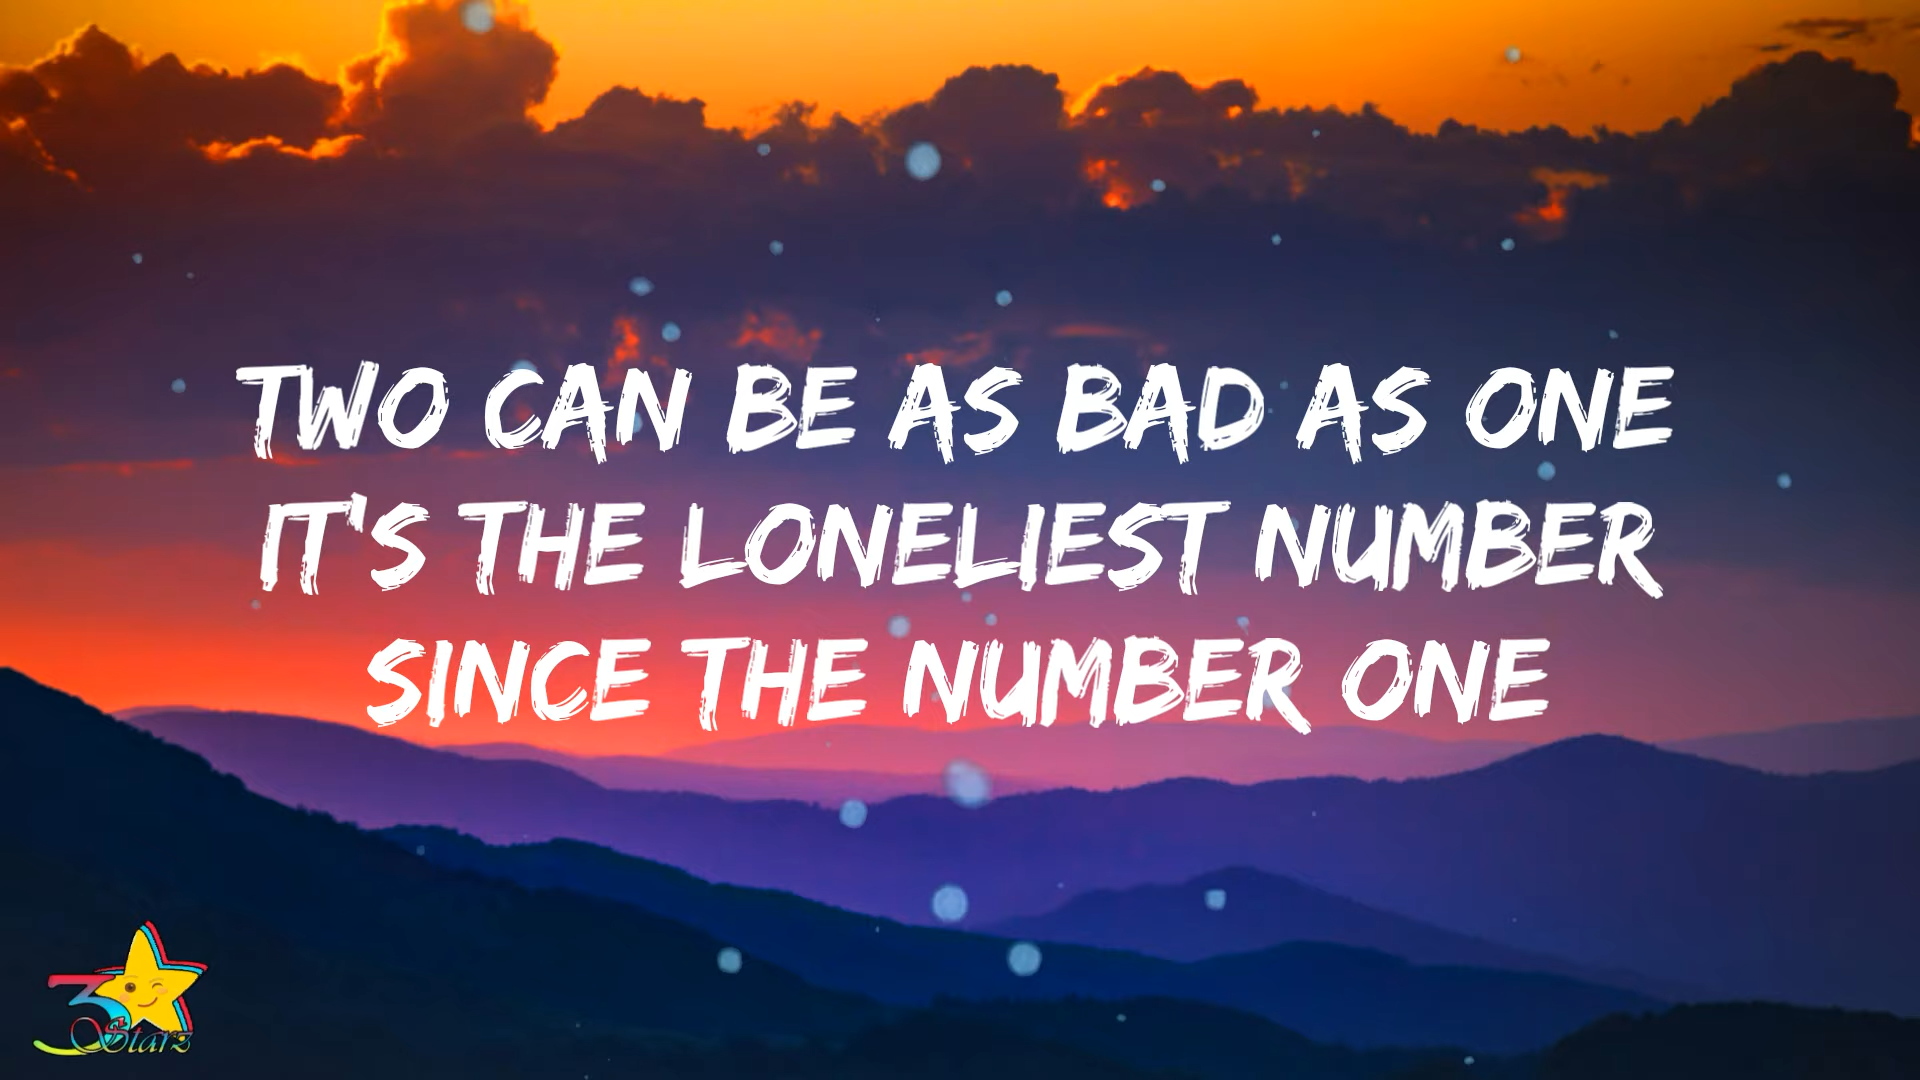 TWO CAN BE AS BAD AS ONE
IT'S THE LONELIEST NUMBER
SINCE THE NUMBER ONE
3
Starz